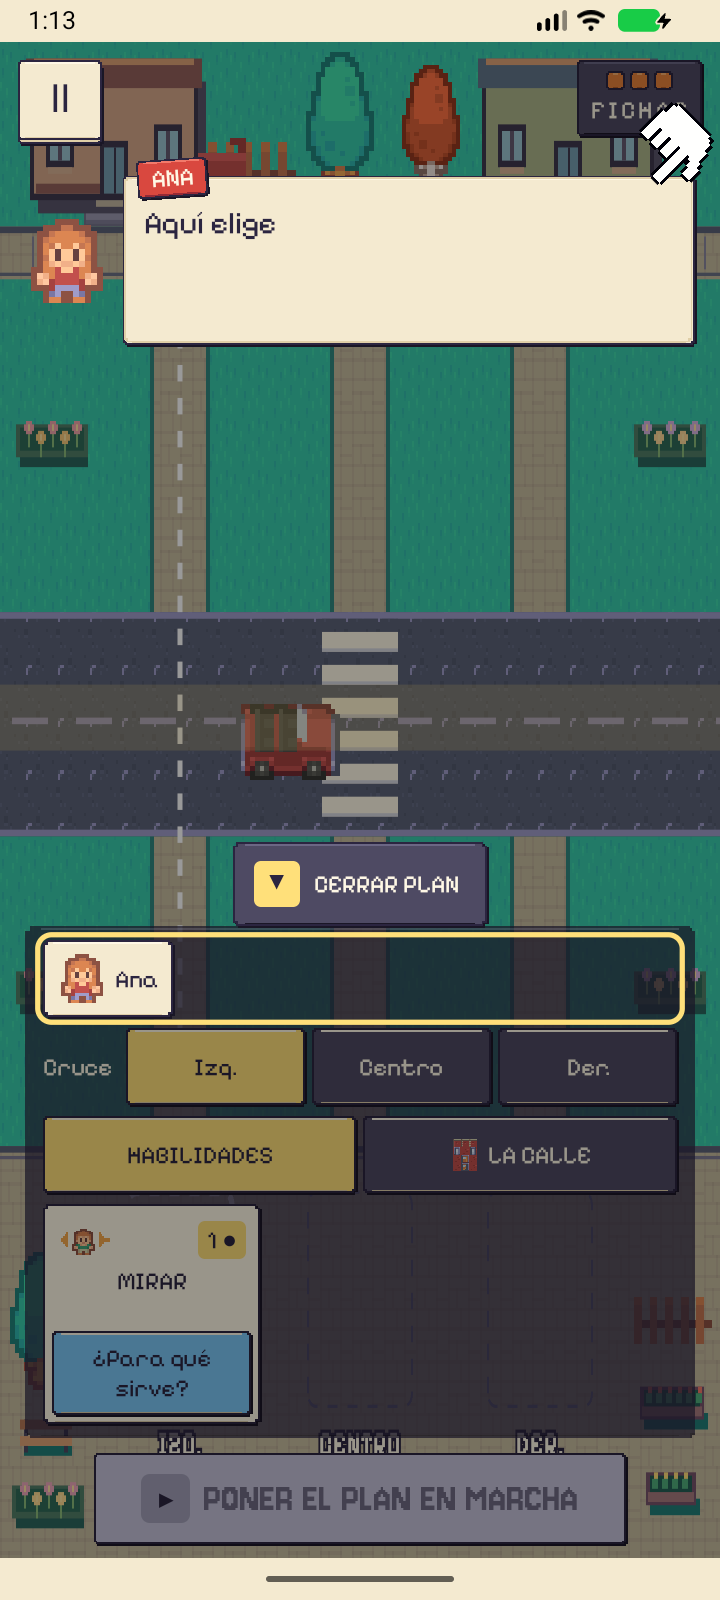 1:13
ANA
Aquí elige
CERRAR PLAN
Ana
Cruce
Izq.
Centro
Der.
HABILIDADES
LA CALLE
1
MIRAR
¿Para qué
sirve?
IZQ.
CENTRO
DER.
PONER EL PLAN EN MARCHA